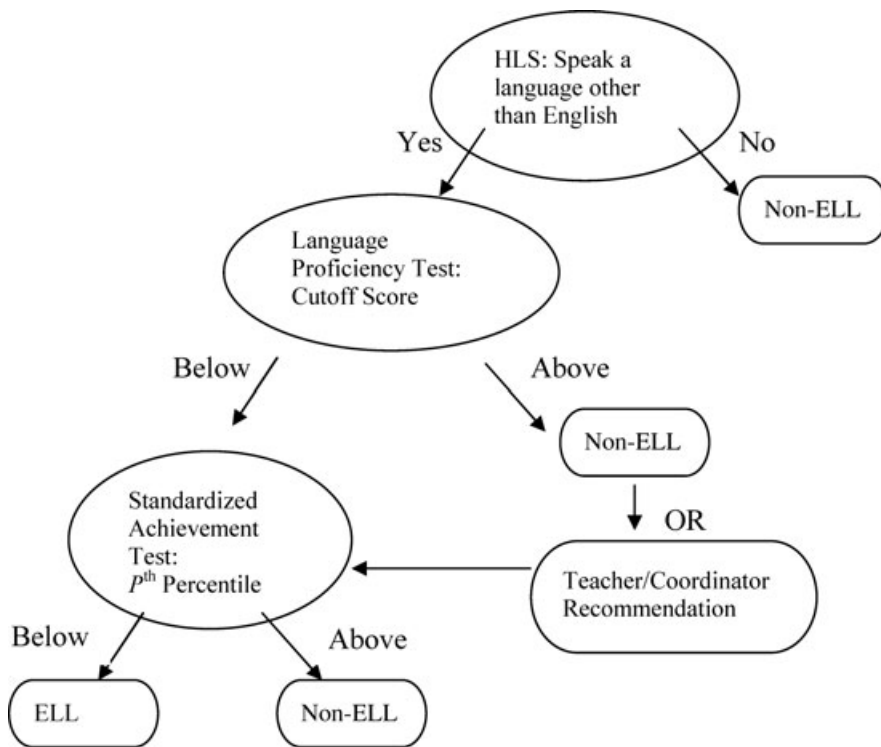 HLS: Speak a
language other
than English
Yes
No
Non-ELL
Language
Proficiency Test:
Cutoff Score
Below
Above
Non-ELL
Standardized
Achievement
Test:
Pth Percentile
OR
Teacher/Coordinator
Recommendation
Below
Above
ELL
Non-ELL